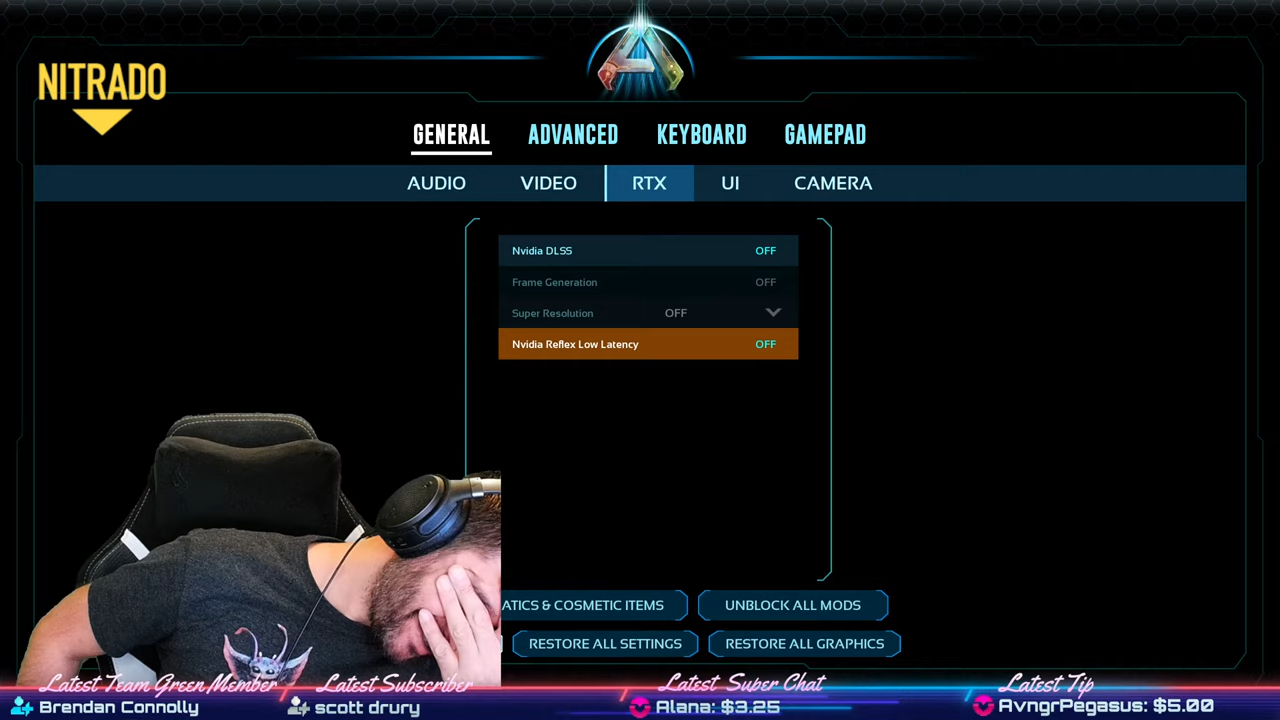 NITRADO
GENERAL
ADVANCED
KEYBOARD
GAMEPAD
AUDIO
VIDEO
RTX
UI
CAMERA
Nvidia DLSS OFF
Frame Generation OFF
Super Resolution OFF
Nvidia Reflex Low Latency OFF
ATICS & COSMETIC ITEMS
UNBLOCK ALL MODS
RESTORE ALL SETTINGS
RESTORE ALL GRAPHICS
Latest Team Green Member
Brendan Connolly
Latest Subscriber
scott drury
Latest Super Chat
Alana: $3.25
Latest Tip
AvngrPegasus: $5.00